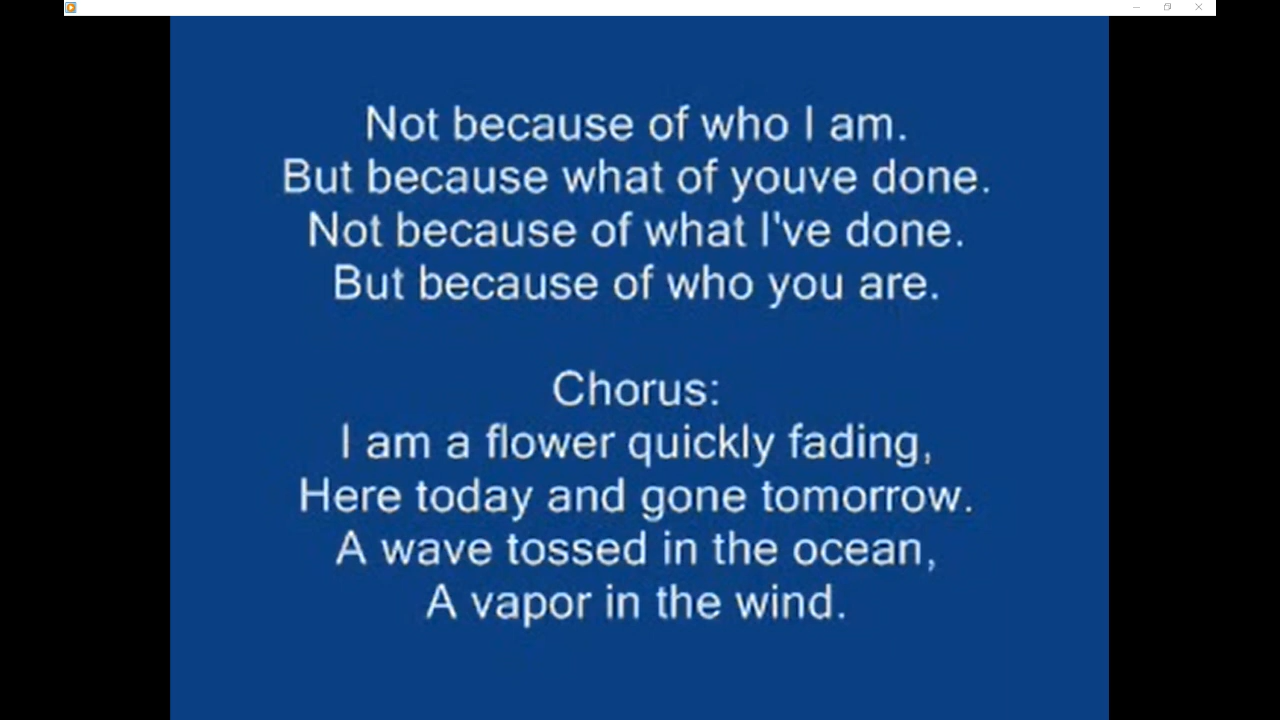 Not because of who I am.
But because what of youve done.
Not because of what I've done.
But because of who you are.
Chorus:
I am a flower quickly fading,
Here today and gone tomorrow.
A wave tossed in the ocean,
A vapor in the wind.